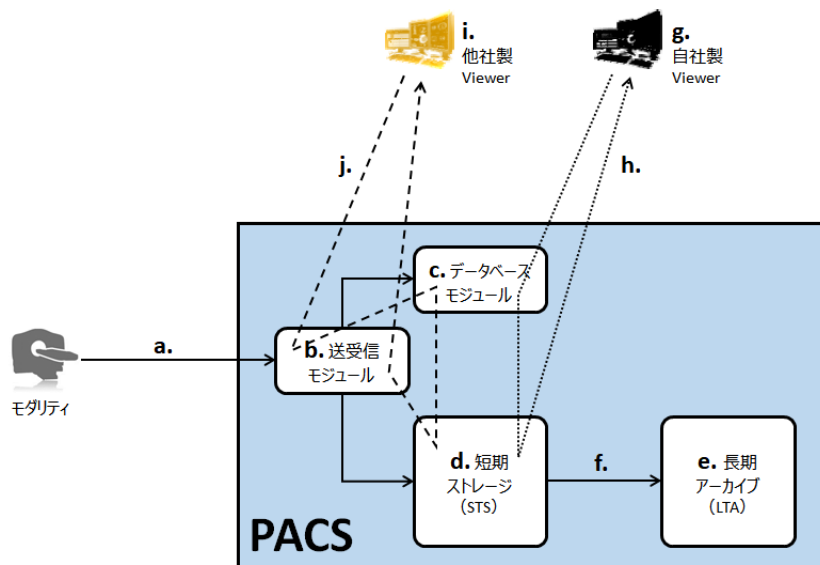 i.
他社製
Viewer
g.
自社製
Viewer
j.
h.
c. データベース
モジュール
a.
b. 送受信
モジュール
モダリティ
d. 短期
ストレージ
（STS）
f.
e. 長期
アーカイブ
（LTA）
PACS